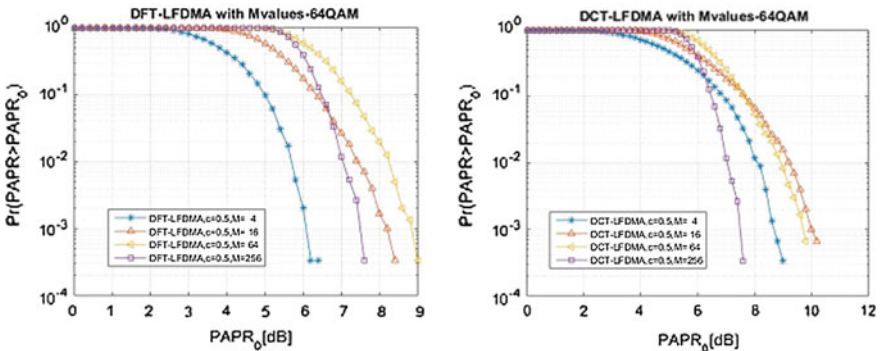 DFT-LFDMA with Mvalues-64QAM
Pr(PAPR>PAPR0)
10^0
10^-1
10^-2
10^-3
10^-4
DFT-LFDMA,c=0.5,M= 4
DFT-LFDMA,c=0.5,M= 16
DFT-LFDMA,c=0.5,M= 64
DFT-LFDMA,c=0.5,M=256
0 1 2 3 4 5 6 7 8 9
PAPR0[dB]
DCT-LFDMA with Mvalues-64QAM
Pr(PAPR>PAPR0)
10^0
10^-1
10^-2
10^-3
10^-4
DCT-LFDMA,c=0.5,M= 4
DCT-LFDMA,c=0.5,M= 16
DCT-LFDMA,c=0.5,M= 64
DCT-LFDMA,c=0.5,M=256
0 2 4 6 8 10 12
PAPR0[dB]